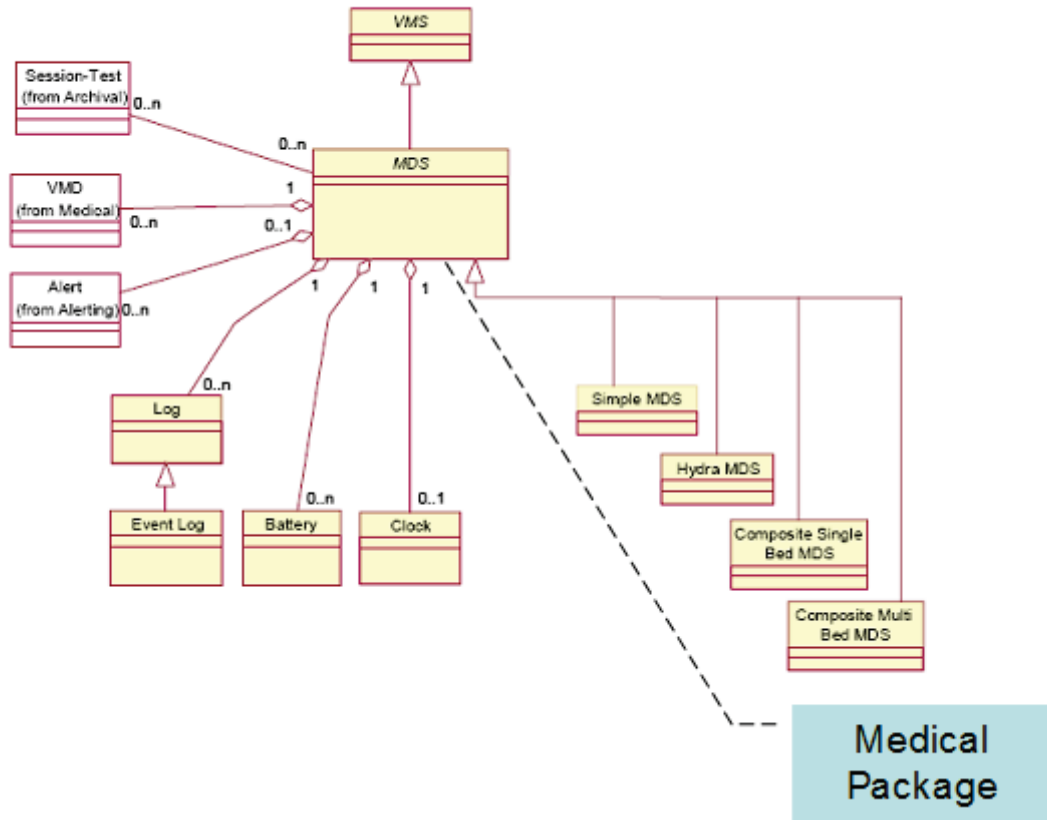 VMS
Session-Test
(from Archival)
0..n
0..n
MDS
VMD
(from Medical)
1
0..n
0..1
Alert
(from Alerting)
0..n
1
1
1
0..n
Log
Simple MDS
Hydra MDS
0..n
0..1
Event Log
Battery
Clock
Composite Single
Bed MDS
Composite Multi
Bed MDS
Medical
Package